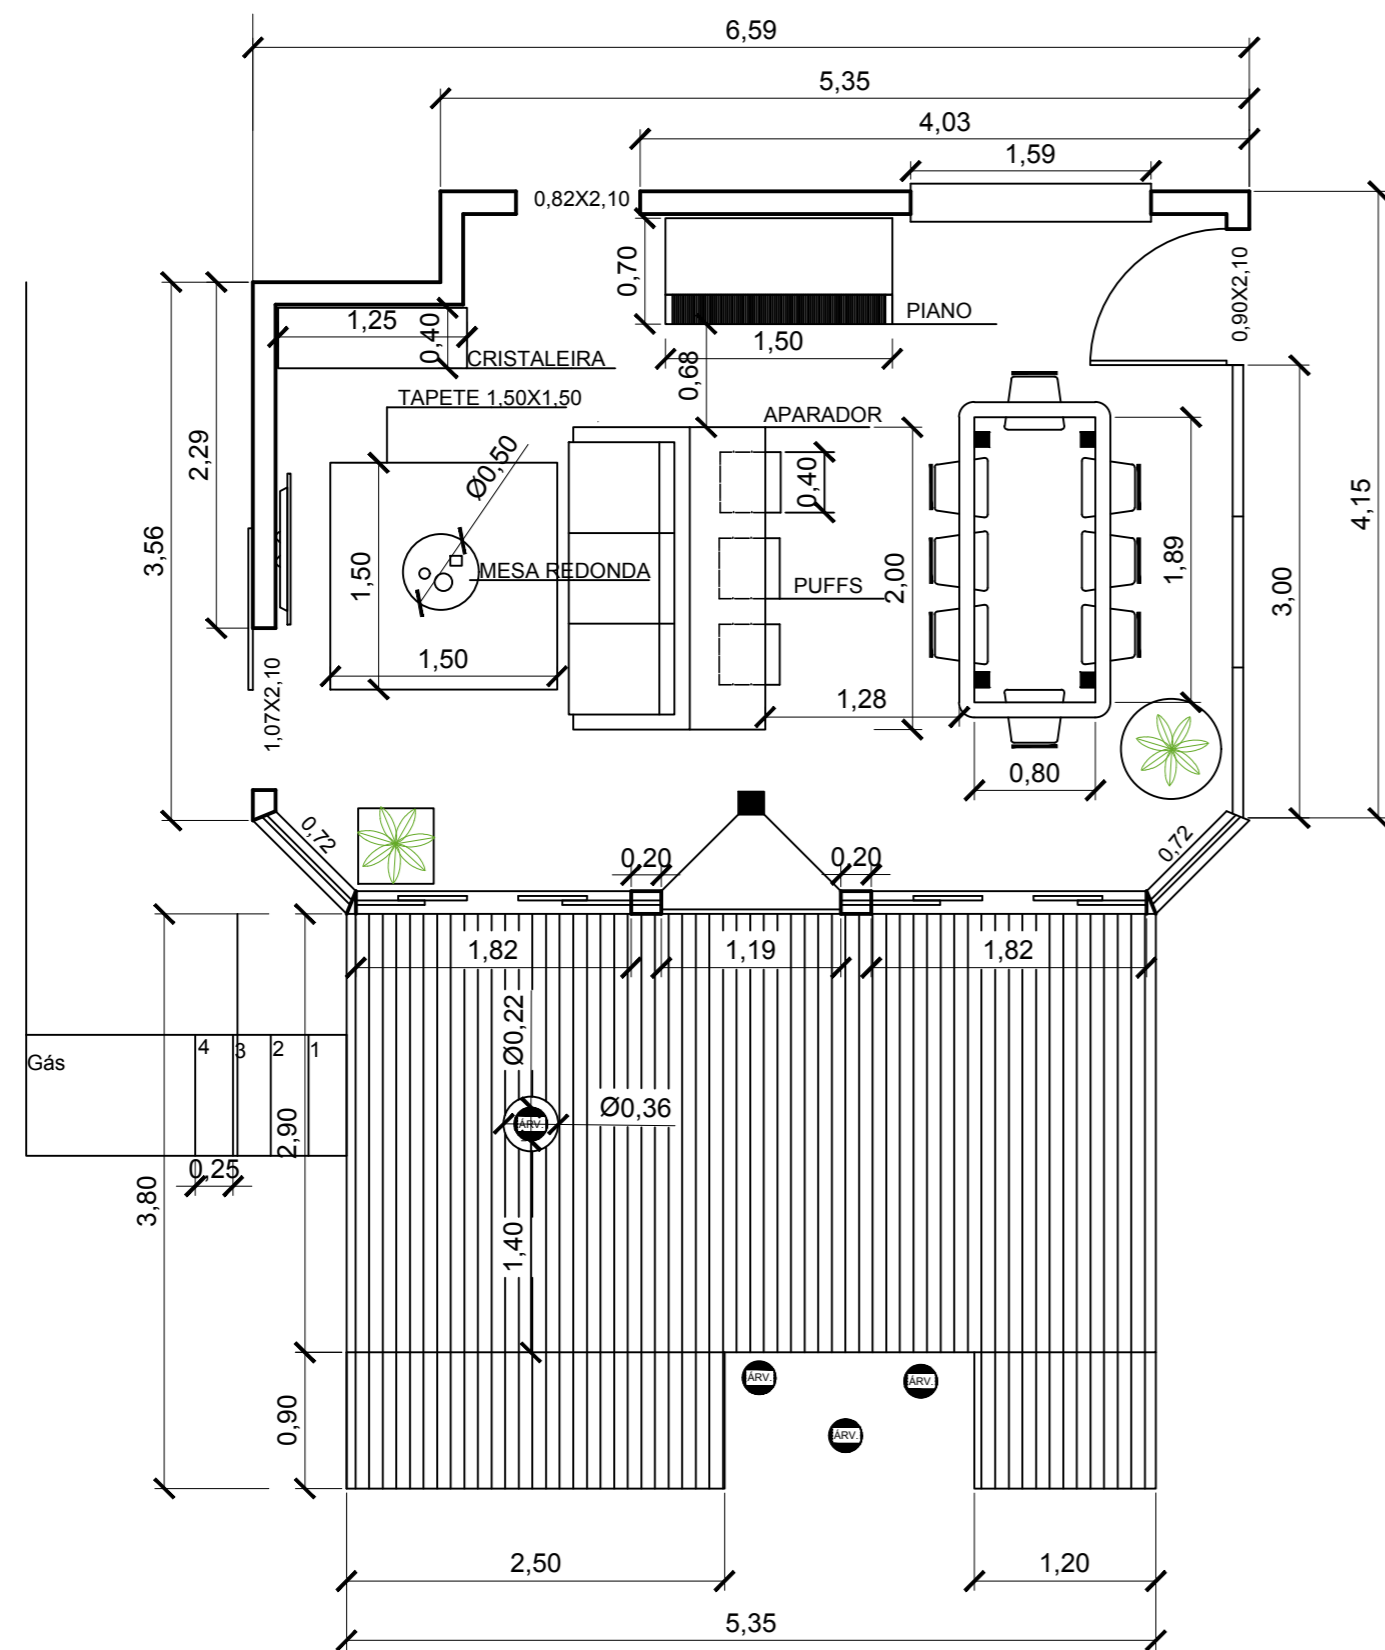 6,59
5,35
4,03
1,59
0,82X2,10
0,70
PIANO
0,90X2,10
1,25
0,40
1,50
CRISTALEIRA
0,68
TAPETE 1,50X1,50
APARADOR
2,29
Ø0,50
0,40
4,15
3,56
1,50
MESA REDONDA
PUFFS
2,00
1,89
3,00
1,50
1,07X2,10
1,28
0,80
0,72
0,20
0,20
0,72
1,82
1,19
1,82
Ø0,22
Gás
4
3
2
1
Ø0,36
ÁRV.
2,90
0,25
3,80
1,40
ÁRV.
ÁRV.
ÁRV.
0,90
2,50
1,20
5,35